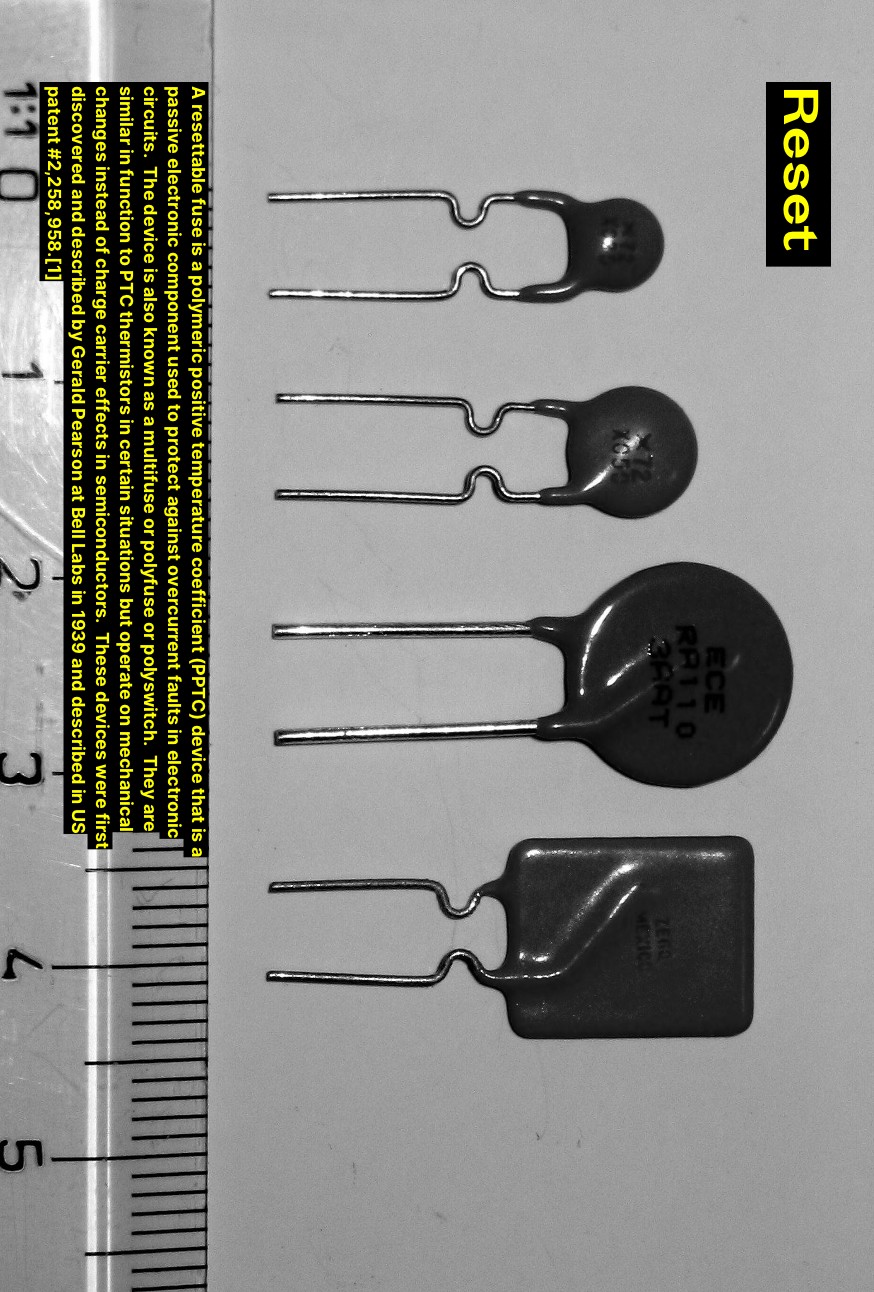 Reset
X72
X050
ECE
RA110
3AAT
MEXICO
A resettable fuse is a polymeric positive temperature coefficient (PPTC) device that is a
passive electronic component used to protect against overcurrent faults in electronic
circuits. The device is also known as a multifuse or polyfuse or polyswitch. They are
similar in function to PTC thermistors in certain situations but operate on mechanical
changes instead of charge carrier effects in semiconductors. These devices were first
discovered and described by Gerald Pearson at Bell Labs in 1939 and described in US
patent #2,258,958.[1]
1:1 0 1 2 3 4 5